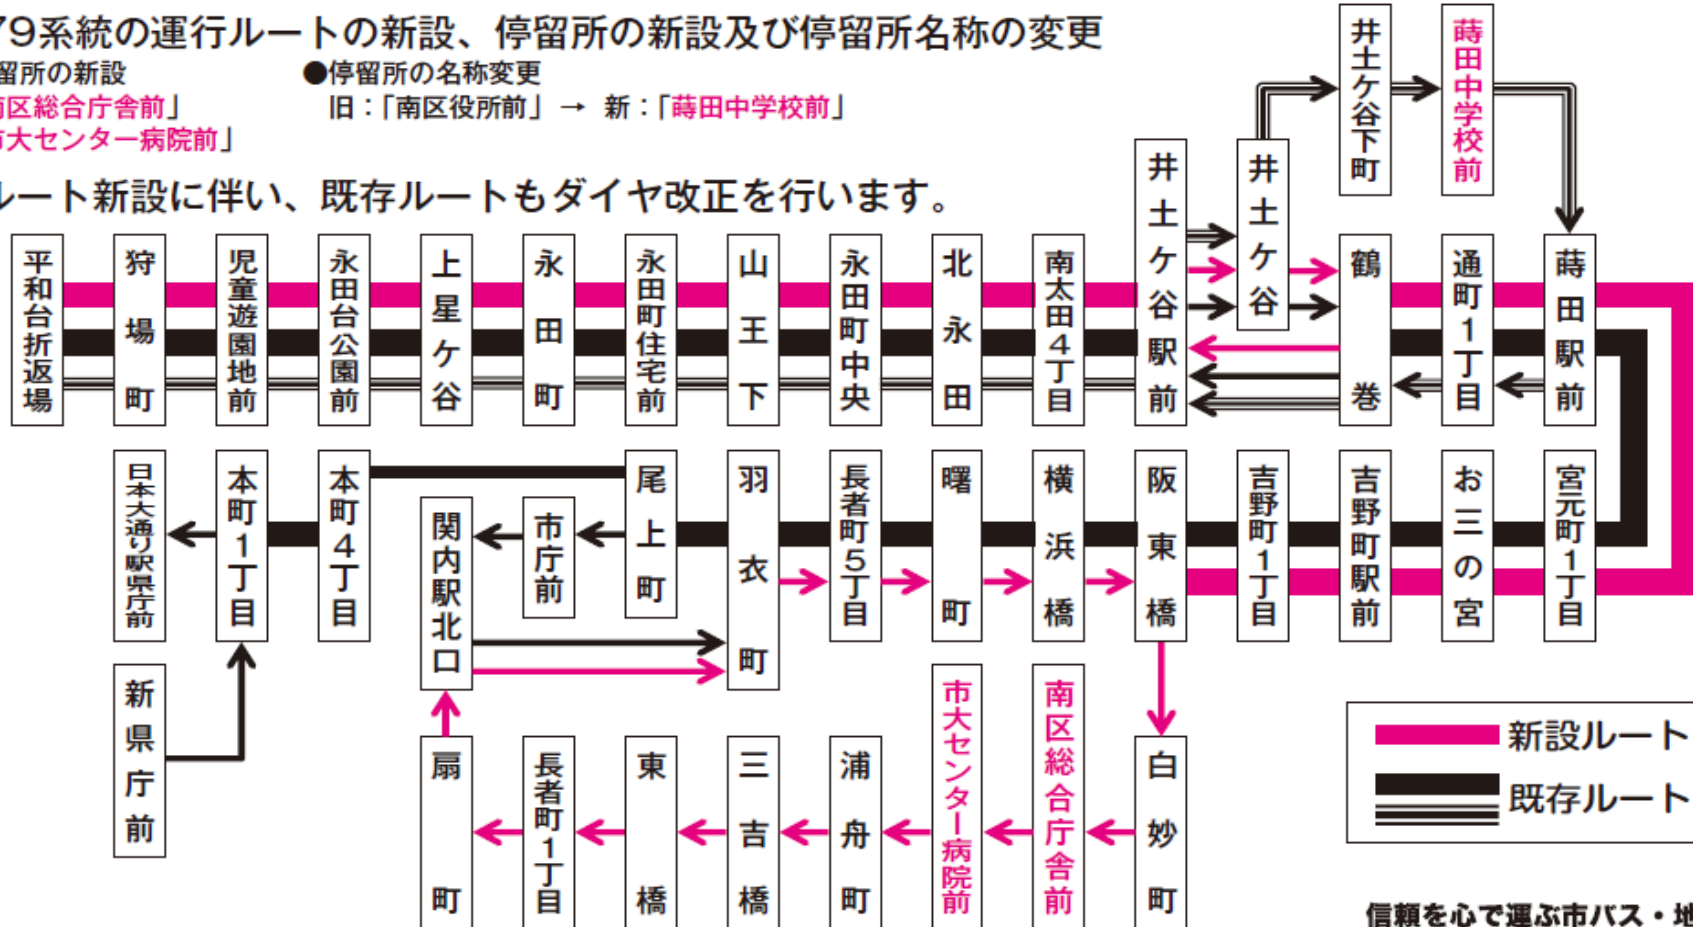 79系統の運行ルートの新設、停留所の新設及び停留所名称の変更
留所の新設
●停留所の名称変更
南区総合庁舎前」
旧：「南区役所前」 → 新：「蒔田中学校前」
市大センター病院前」
ルート新設に伴い、既存ルートもダイヤ改正を行います。
井土ケ谷下町
蒔田中学校前
平和台折返場
狩場町
児童遊園地前
永田台公園前
上星ケ谷
永田町
永田町住宅前
山王下
永田町中央
北永田
南太田4丁目
井土ケ谷駅前
井土ケ谷
鶴巻
通町1丁目
蒔田駅前
日本大通り駅県庁前
本町1丁目
本町4丁目
関内駅北口
市庁前
尾上町
羽衣町
長者町5丁目
曙町
横浜橋
阪東橋
吉野町1丁目
吉野町駅前
お三の宮
宮元町1丁目
新県庁前
扇町
長者町1丁目
東橋
三吉橋
浦舟町
市大センター病院前
南区総合庁舎前
白妙町
新設ルート
既存ルート
信頼を心で運ぶ市バス・地